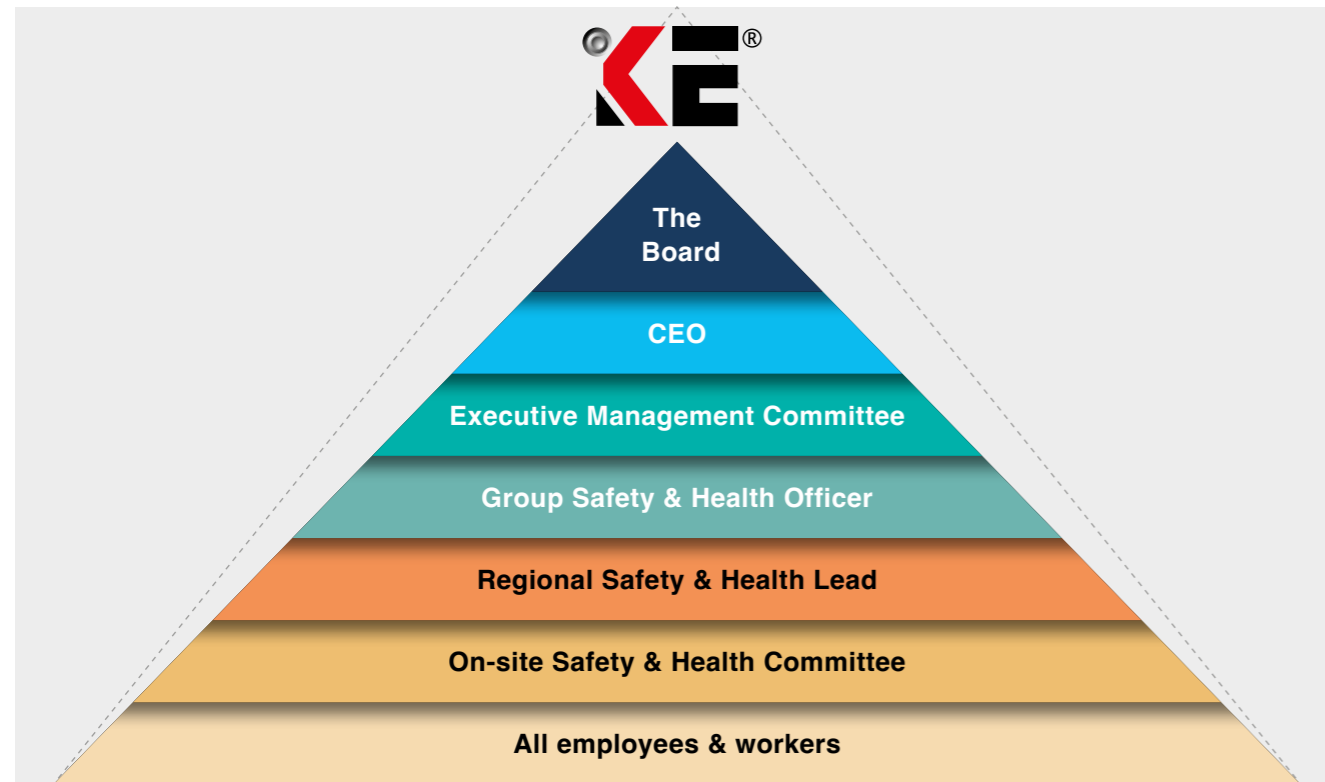 KE®
The
Board
CEO
Executive Management Committee
Group Safety & Health Officer
Regional Safety & Health Lead
On-site Safety & Health Committee
All employees & workers